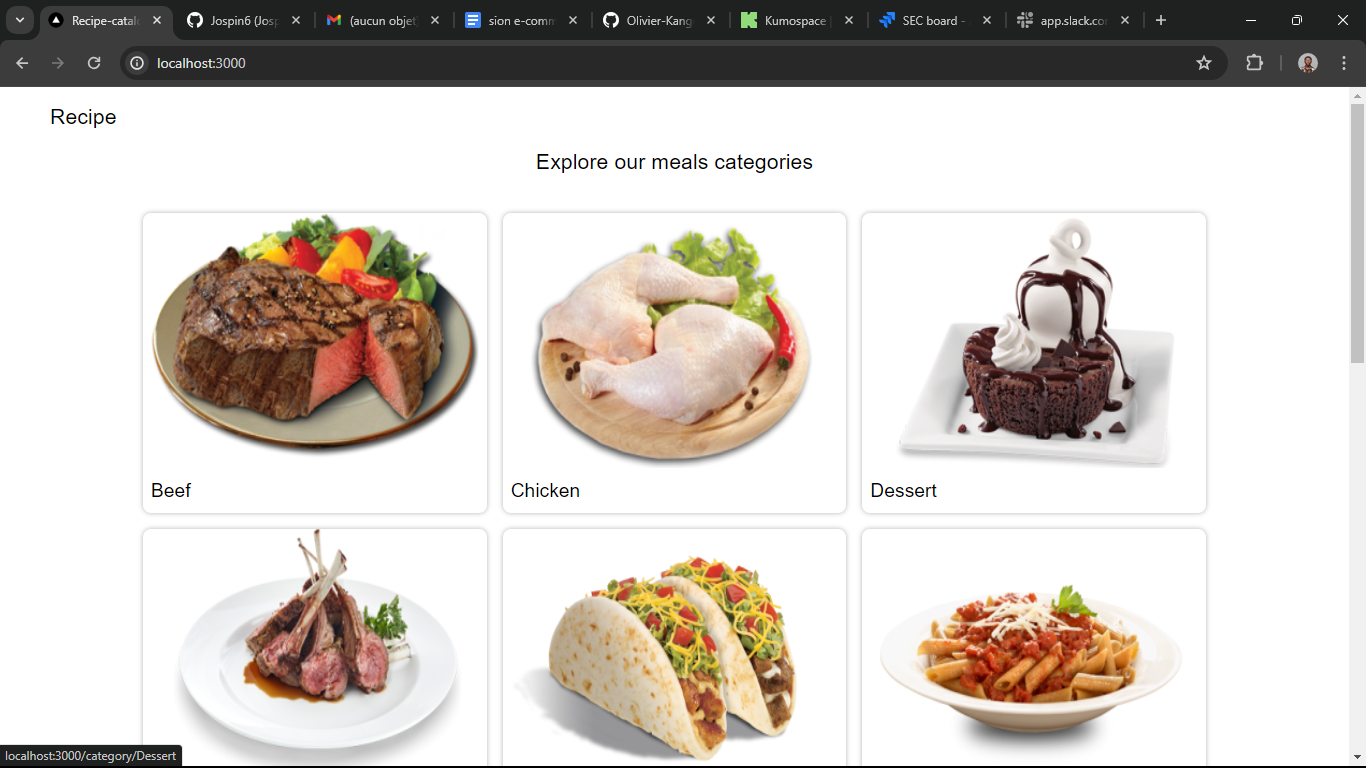 Recipe-catalo
Jospin6 (Josp
(aucun objet)
sion e-comm
Olivier-Kang
Kumospace |
SEC board -
app.slack.co
localhost:3000
Recipe
Explore our meals categories
Beef
Chicken
Dessert
localhost:3000/category/Dessert